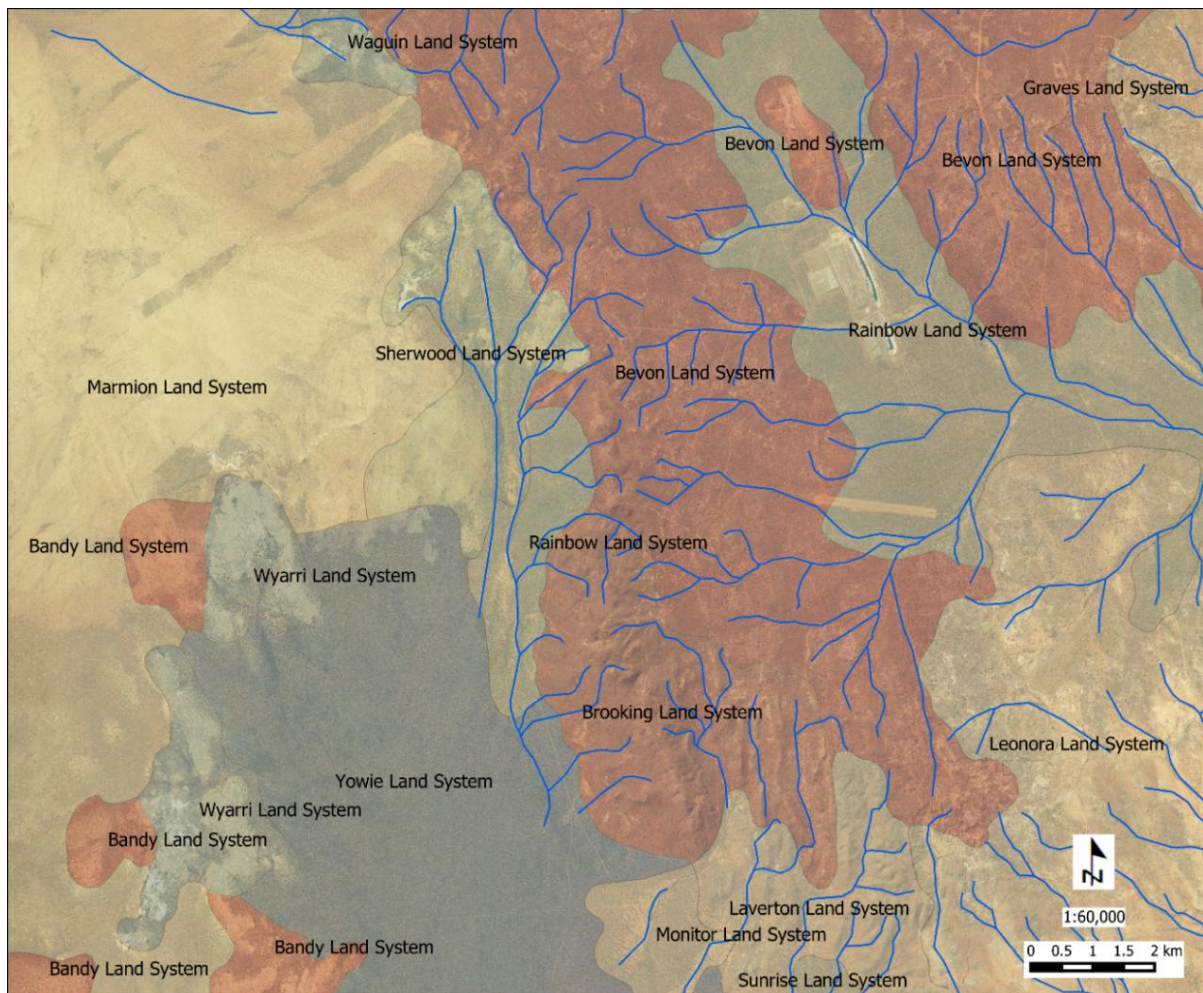 Waguin Land System
Graves Land System
Bevon Land System
Bevon Land System
Rainbow Land System
Sherwood Land System
Bevon Land System
Marmion Land System
Rainbow Land System
Bandy Land System
Wyarri Land System
Brooking Land System
Leonora Land System
Yowie Land System
Wyarri Land System
Bandy Land System
Laverton Land System
Monitor Land System
Bandy Land System
Bandy Land System
Sunrise Land System
N
1:60,000
0 0.5 1 1.5 2 km